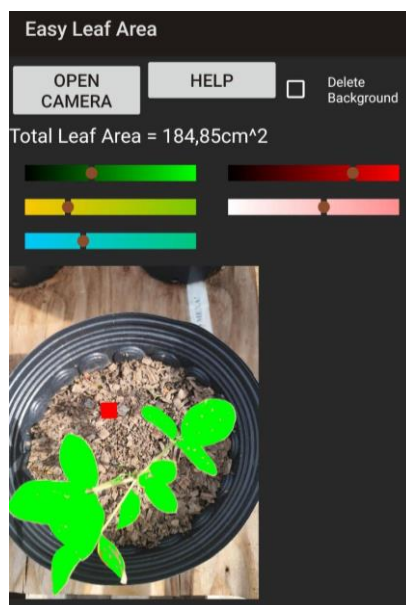 Easy Leaf Area
OPEN
CAMERA
HELP
Delete
Background
Total Leaf Area = 184,85cm^2